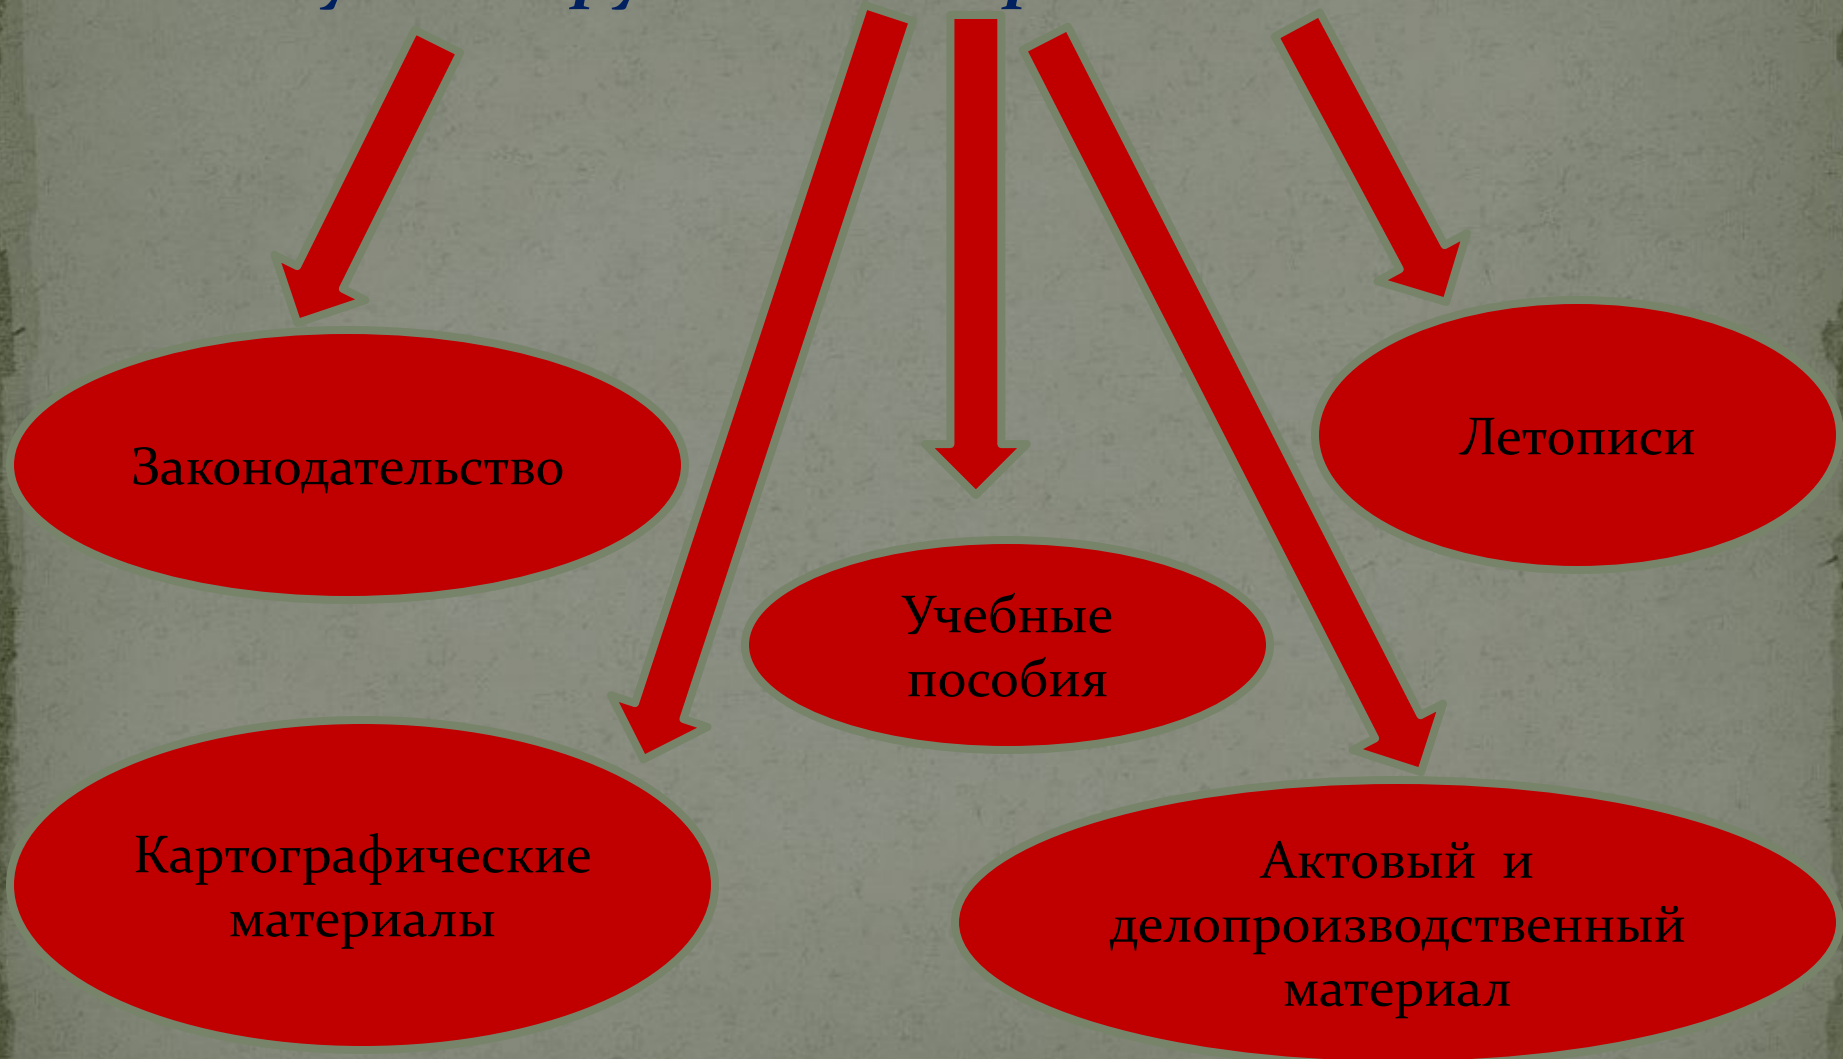 Законодательство
Летописи
Учебные
пособия
Картографические
материалы
Актовый и
делопроизводственный
материал